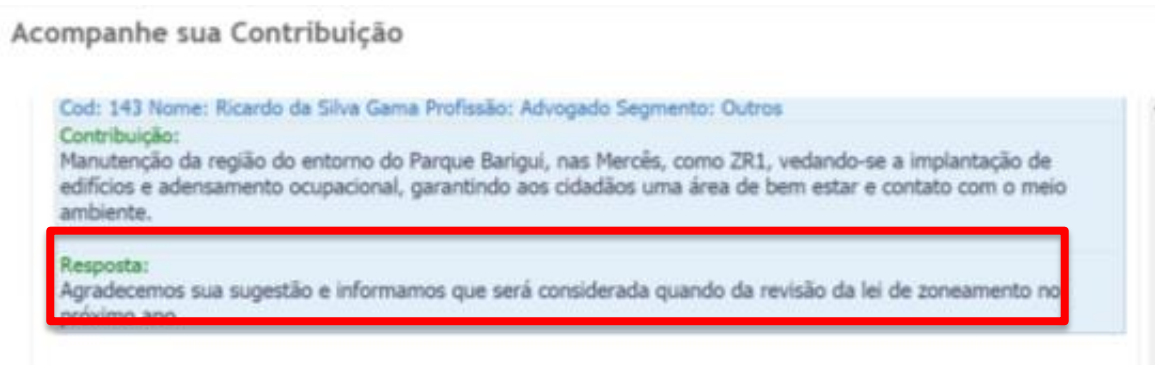 Acompanhe sua Contribuição
Cod: 143 Nome: Ricardo da Silva Gama Profissão: Advogado Segmento: Outros
Contribuição:
Manutenção da região do entorno do Parque Barigui, nas Mercês, como ZR1, vedando-se a implantação de
edifícios e adensamento ocupacional, garantindo aos cidadãos uma área de bem estar e contato com o meio
ambiente.
Resposta:
Agradecemos sua sugestão e informamos que será considerada quando da revisão da lei de zoneamento no
próximo ano